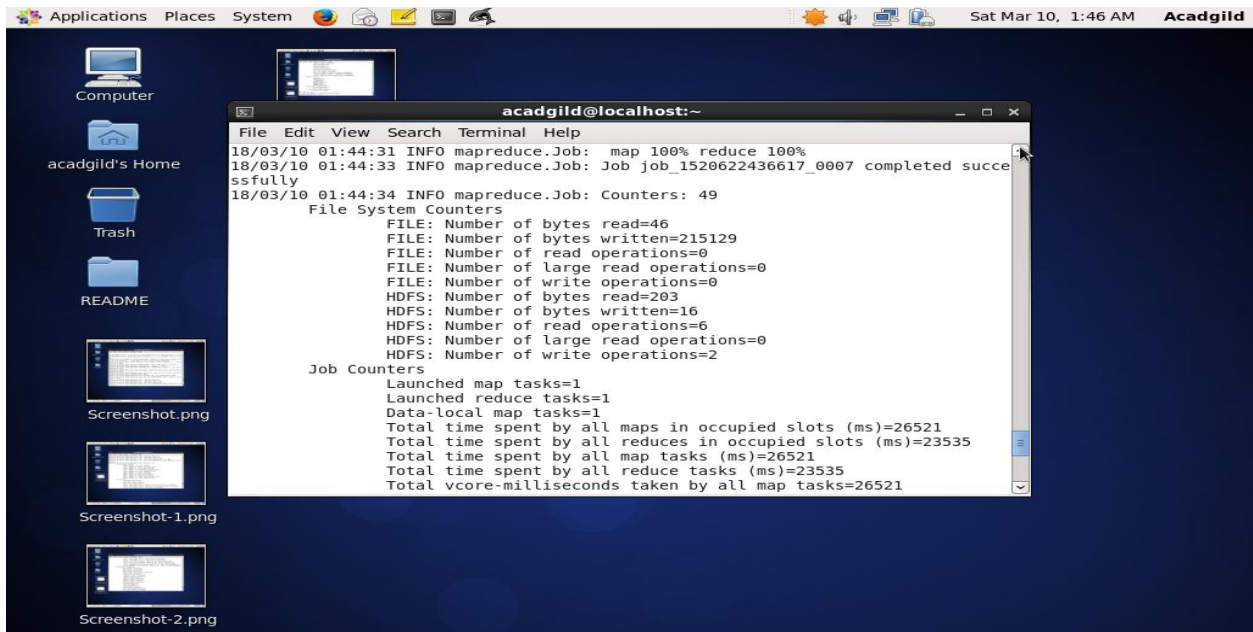 Applications Places System
Sat Mar 10, 1:46 AM Acadgild
Computer
acadgild's Home
Trash
README
Screenshot.png
Screenshot-1.png
Screenshot-2.png
acadgild@localhost:~
File Edit View Search Terminal Help
18/03/10 01:44:31 INFO mapreduce.Job:  map 100% reduce 100%
18/03/10 01:44:33 INFO mapreduce.Job: Job job_1520622436617_0007 completed succe
ssfully
18/03/10 01:44:34 INFO mapreduce.Job: Counters: 49
File System Counters
FILE: Number of bytes read=46
FILE: Number of bytes written=215129
FILE: Number of read operations=0
FILE: Number of large read operations=0
FILE: Number of write operations=0
HDFS: Number of bytes read=203
HDFS: Number of bytes written=16
HDFS: Number of read operations=6
HDFS: Number of large read operations=0
HDFS: Number of write operations=2
Job Counters
Launched map tasks=1
Launched reduce tasks=1
Data-local map tasks=1
Total time spent by all maps in occupied slots (ms)=26521
Total time spent by all reduces in occupied slots (ms)=23535
Total time spent by all map tasks (ms)=26521
Total time spent by all reduce tasks (ms)=23535
Total vcore-milliseconds taken by all map tasks=26521